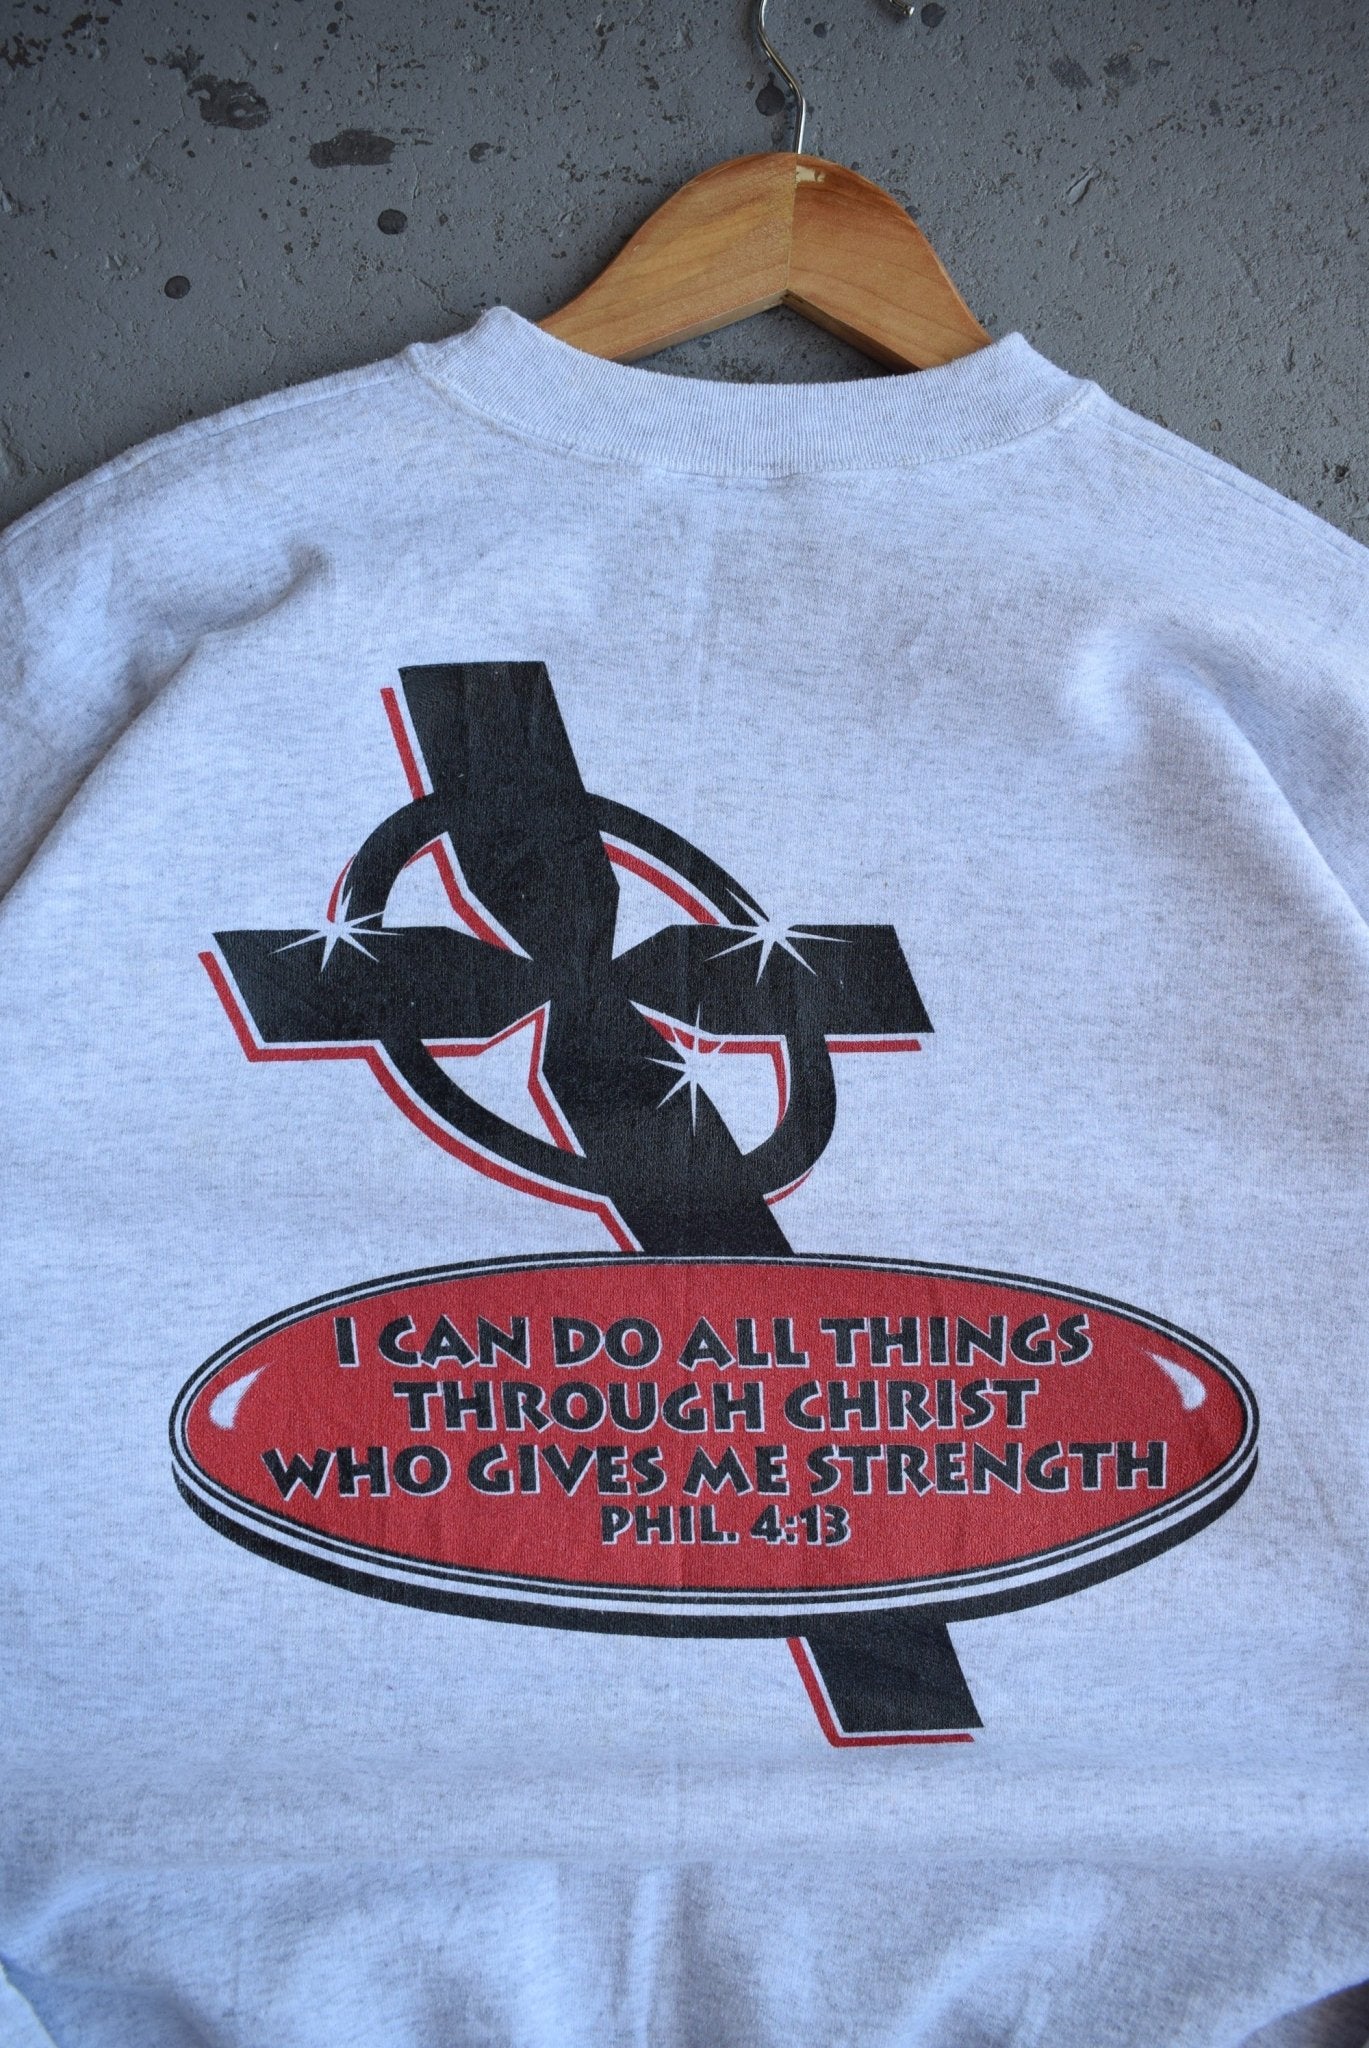 I CAN DO ALL THINGS
THROUGH CHRIST
WHO GIVES ME STRENGTH
PHIL. 4:13